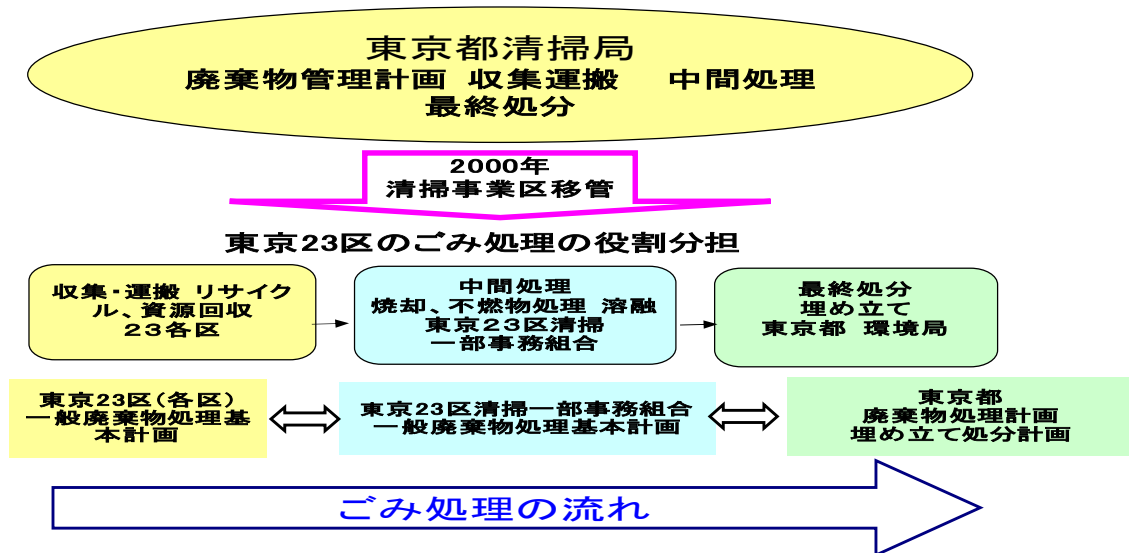 東京都清掃局
廃棄物管理計画 収集運搬　中間処理
最終処分
2000年
清掃事業区移管
東京23区のごみ処理の役割分担
収集・運搬 リサイク
ル、資源回収
２３各区
中間処理
焼却、不燃物処理 溶融
東京２３区清掃
一部事務組合
最終処分
埋め立て
東京都 環境局
東京23区（各区）
一般廃棄物処理基
本計画
東京23区清掃一部事務組合
一般廃棄物処理基本計画
東京都
廃棄物処理計画
埋め立て処分計画
ごみ処理の流れ